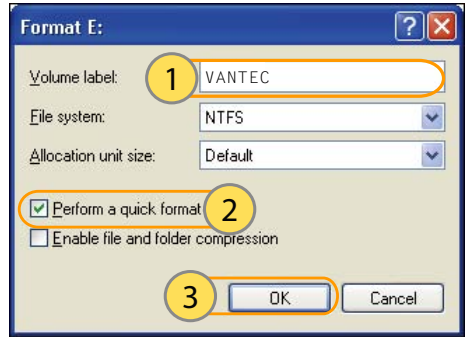 Format E:
?
X
Volume label: 1 VANTEC
File system: NTFS
Allocation unit size: Default
Perform a quick format 2
Enable file and folder compression
3 OK Cancel